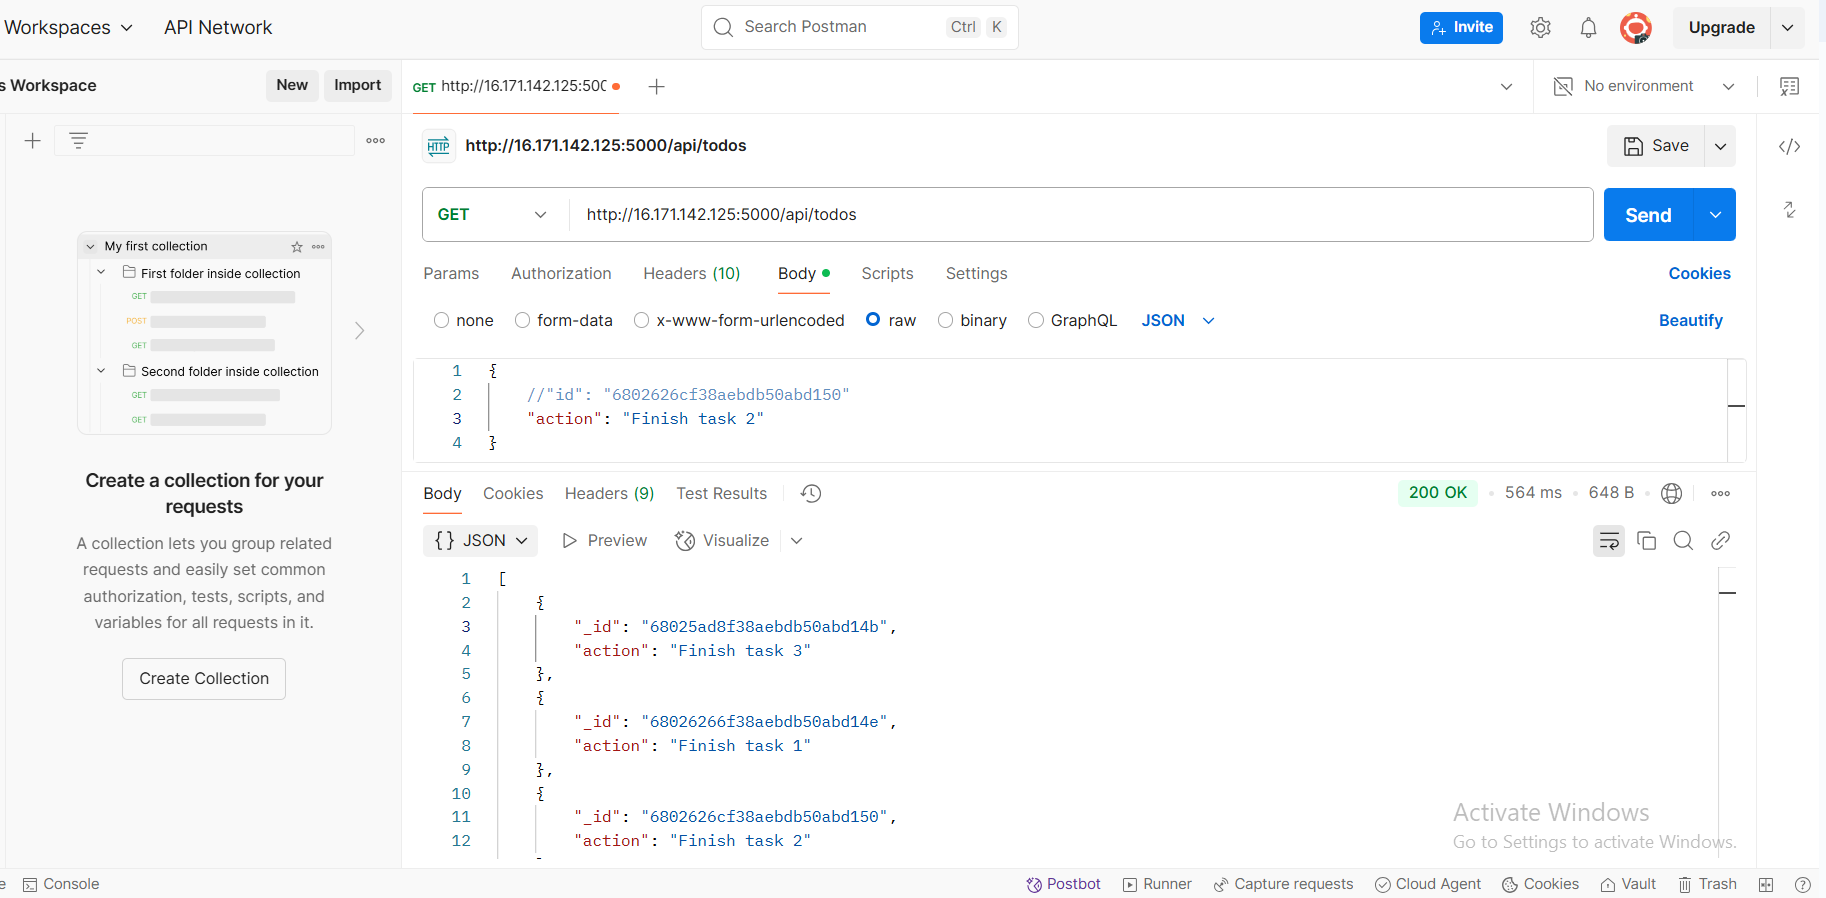 Workspaces API Network Search Postman Ctrl K Invite Upgrade
s Workspace New Import GET http://16.171.142.125:500 No environment
HTTP http://16.171.142.125:5000/api/todos Save
GET http://16.171.142.125:5000/api/todos Send
Params Authorization Headers (10) Body Scripts Settings Cookies
none form-data x-www-form-urlencoded raw binary GraphQL JSON Beautify
1 {
2 //"id": "6802626cf38aebdb50abd150"
3 "action": "Finish task 2"
4 }
My first collection
First folder inside collection
GET
POST
GET
Second folder inside collection
GET
GET
Create a collection for your
requests
A collection lets you group related
requests and easily set common
authorization, tests, scripts, and
variables for all requests in it.
Create Collection
Body Cookies Headers (9) Test Results 200 OK 564 ms 648 B
{} JSON Preview Visualize
1 [
2 {
3 "_id": "68025ad8f38aebdb50abd14b",
4 "action": "Finish task 3"
5 },
6 {
7 "_id": "68026266f38aebdb50abd14e",
8 "action": "Finish task 1"
9 },
10 {
11 "_id": "6802626cf38aebdb50abd150",
12 "action": "Finish task 2"
Activate Windows
Go to Settings to activate Windows.
e Console Postbot Runner Capture requests Cloud Agent Cookies Vault Trash